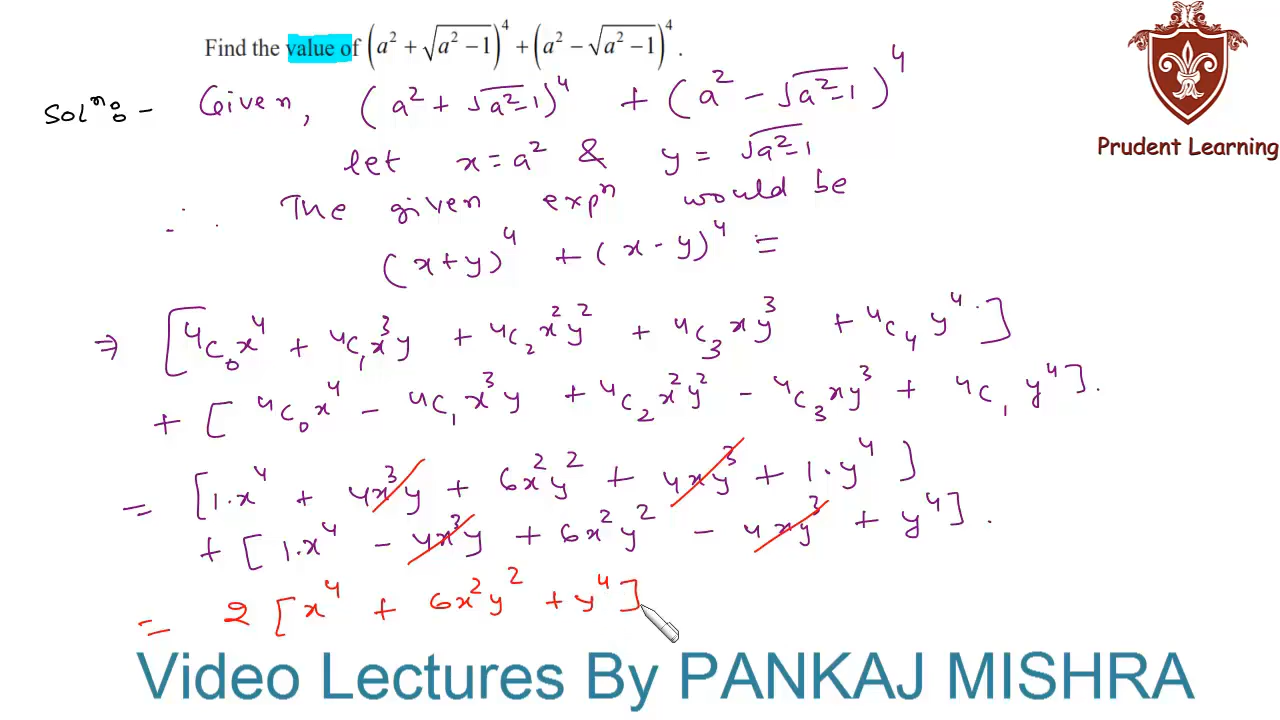 Find the value of (a² + √(a² − 1))⁴ + (a² − √(a² − 1))⁴.
Prudent Learning
Solⁿ: - Given, (a² + √(a²-1))⁴ + (a² - √(a²-1))⁴
let x = a² & y = √(a²-1)
∴ The given expⁿ would be
(x+y)⁴ + (x-y)⁴ =
⇒ [⁴C₀x⁴ + ⁴C₁x³y + ⁴C₂x²y² + ⁴C₃xy³ + ⁴C₄y⁴.]
+ [⁴C₀x⁴ - ⁴C₁x³y + ⁴C₂x²y² - ⁴C₃xy³ + ⁴C₁y⁴].
= [1·x⁴ + 4x³y + 6x²y² + 4xy³ + 1·y⁴]
+ [1·x⁴ - 4x³y + 6x²y² - 4xy³ + y⁴].
= 2[x⁴ + 6x²y² + y⁴]
Video Lectures By PANKAJ MISHRA